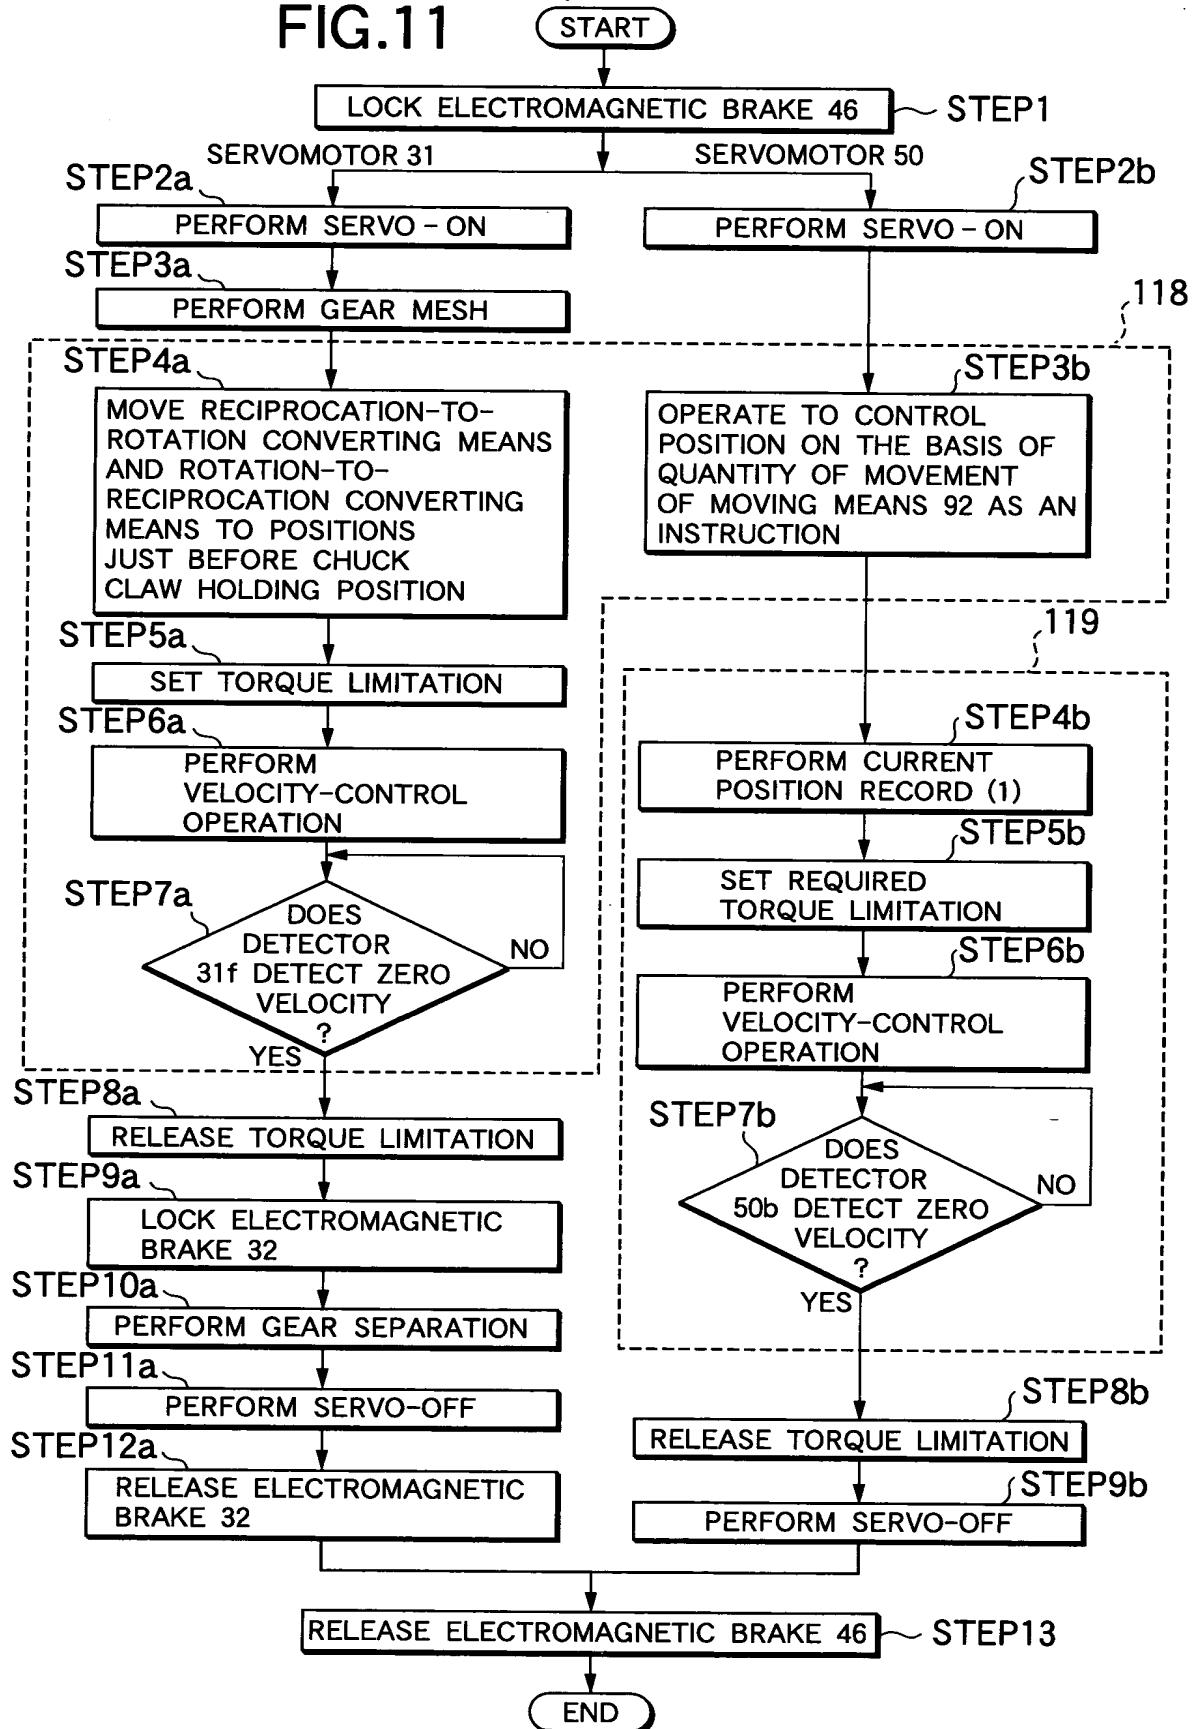 FIG.11
START
LOCK ELECTROMAGNETIC BRAKE 46
STEP1
SERVOMOTOR 31
SERVOMOTOR 50
STEP2a
PERFORM SERVO-ON
STEP2b
PERFORM SERVO-ON
STEP3a
PERFORM GEAR MESH
118
STEP4a
MOVE RECIPROCATION-TO-
ROTATION CONVERTING MEANS
AND ROTATION-TO-
RECIPROCATION CONVERTING
MEANS TO POSITIONS
JUST BEFORE CHUCK
CLAW HOLDING POSITION
STEP3b
OPERATE TO CONTROL
POSITION ON THE BASIS OF
QUANTITY OF MOVEMENT
OF MOVING MEANS 92 AS AN
INSTRUCTION
119
STEP5a
SET TORQUE LIMITATION
STEP6a
PERFORM
VELOCITY-CONTROL
OPERATION
STEP7a
DOES
DETECTOR
31f DETECT ZERO
VELOCITY
?
NO
YES
STEP4b
PERFORM CURRENT
POSITION RECORD (1)
STEP5b
SET REQUIRED
TORQUE LIMITATION
STEP6b
PERFORM
VELOCITY-CONTROL
OPERATION
STEP7b
DOES
DETECTOR
50b DETECT ZERO
VELOCITY
?
NO
YES
STEP8a
RELEASE TORQUE LIMITATION
STEP9a
LOCK ELECTROMAGNETIC
BRAKE 32
STEP10a
PERFORM GEAR SEPARATION
STEP11a
PERFORM SERVO-OFF
STEP12a
RELEASE ELECTROMAGNETIC
BRAKE 32
STEP8b
RELEASE TORQUE LIMITATION
STEP9b
PERFORM SERVO-OFF
RELEASE ELECTROMAGNETIC BRAKE 46
STEP13
END